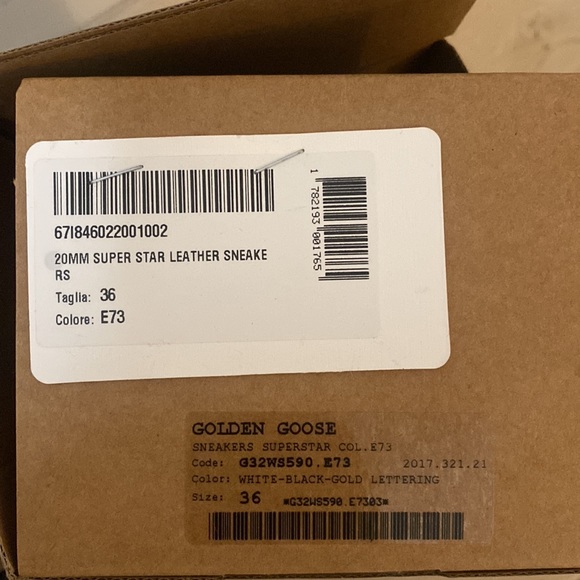 67I846022001002
20MM SUPER STAR LEATHER SNEAKE
RS
Taglia: 36
Colore: E73
1 782193 001765
GOLDEN GOOSE
SNEAKERS SUPERSTAR COL.E73
Code: G32WS590.E73 2017.321.21
Color: WHITE-BLACK-GOLD LETTERING
Size: 36 *G32WS590.E7303*